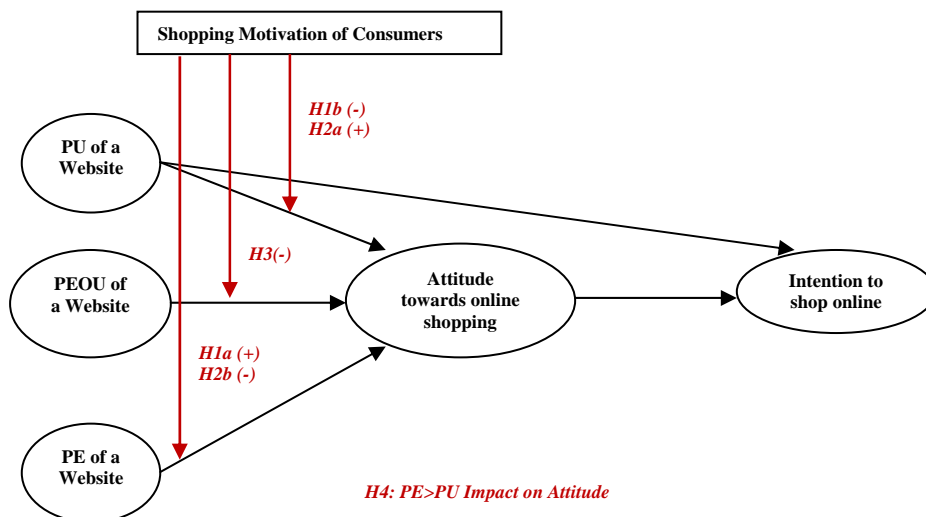 Shopping Motivation of Consumers
H1b (-)
H2a (+)
PU of a
Website
H3(-)
PEOU of
a Website
Attitude
towards online
shopping
Intention to
shop online
H1a (+)
H2b (-)
PE of a
Website
H4: PE>PU Impact on Attitude